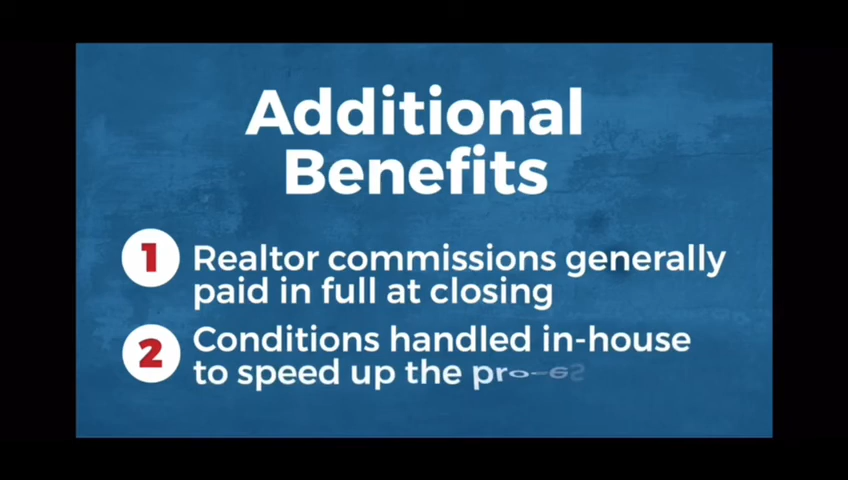 Additional
Benefits
1 Realtor commissions generally
paid in full at closing
2 Conditions handled in-house
to speed up the